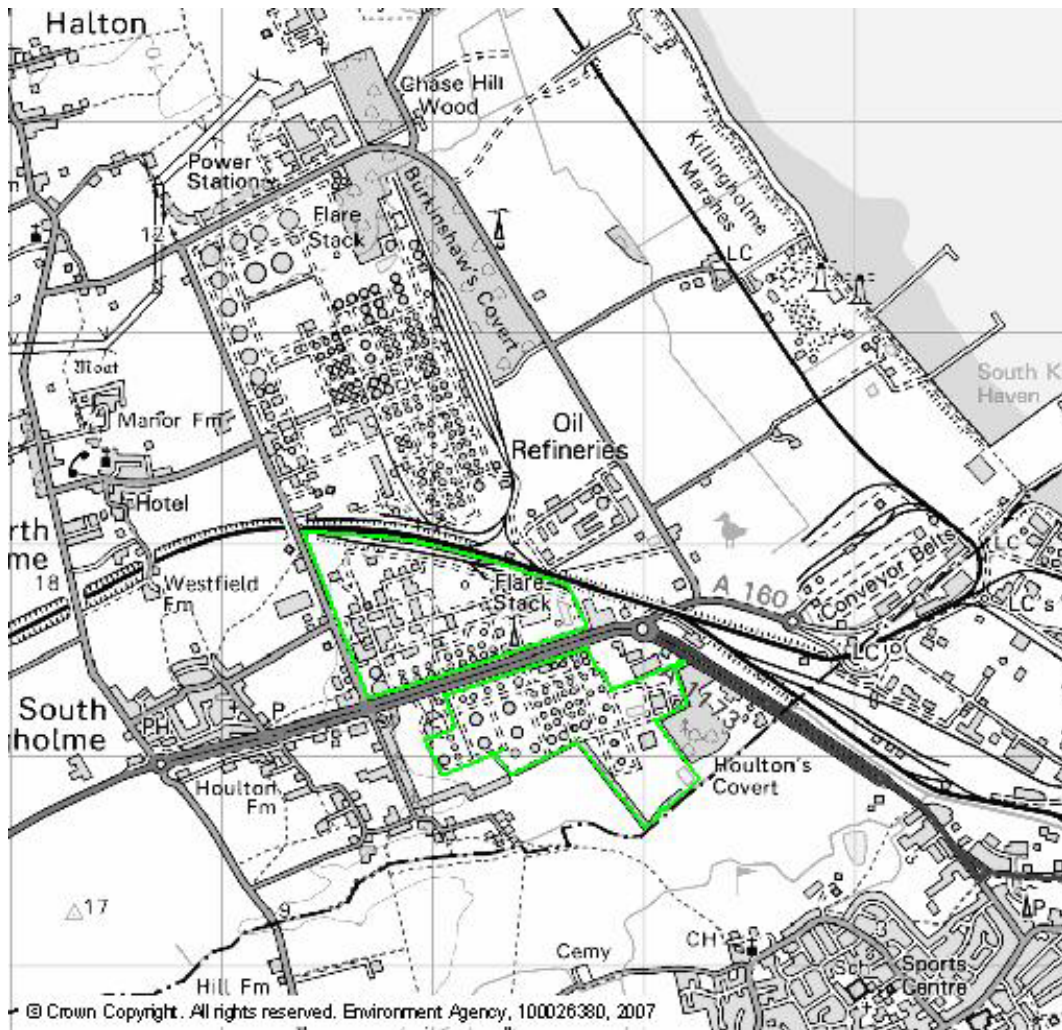 Halton
Chase Hill
Wood
Power
Station
Flare
Stack
12
Burkinshaw's Covert
Killingholme
Marshes
LC
Moat
Manor Fm
Hotel
Oil
Refineries
South K
Haven
rth
me
18
Westfield
Fm
Flare
Stack
A 160
Conveyor Belts
LC
LC's
LC
South
lholme
PH
P
A 1173
Houlton
Fm
Houlton's
Covert
17
9
Hill Fm
Cemy
CH
Sch
Sports
Centre
P
© Crown Copyright. All rights reserved. Environment Agency, 100026380, 2007